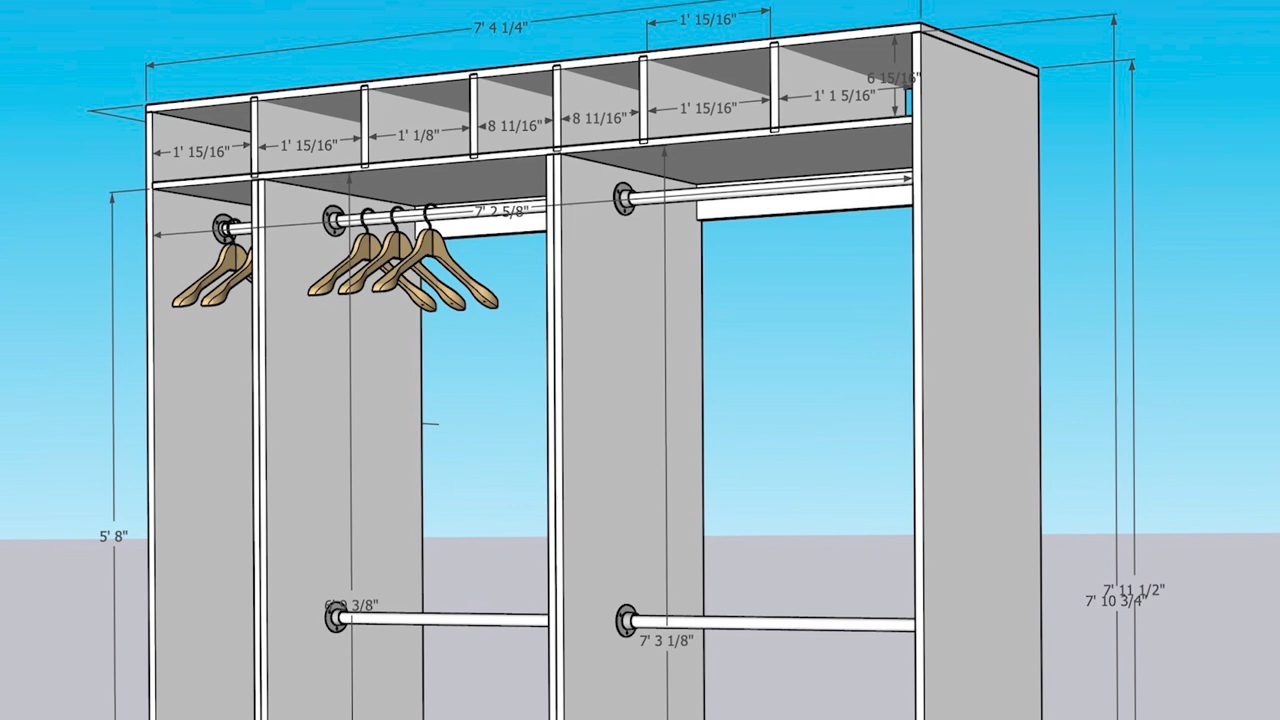 7' 4 1/4"
1' 15/16"
6 15/16"
1' 15/16"
1' 15/16"
1' 1/8"
8 11/16"
8 11/16"
1' 15/16"
1' 1 5/16"
7' 2 5/8"
5' 8"
3/8"
7' 3 1/8"
7' 11 1/2"
7' 10 3/4"